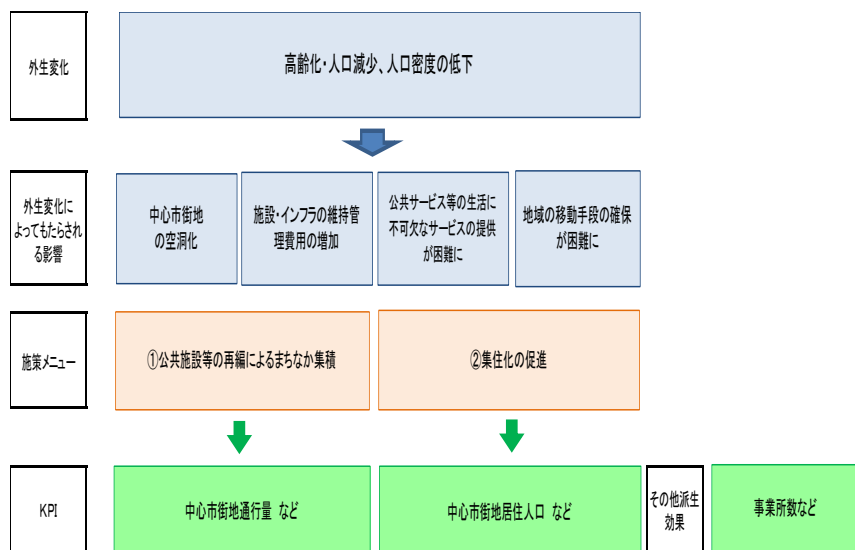 外生変化
高齢化・人口減少、人口密度の低下
外生変化に
よってもたらされ
る影響
中心市街地
の空洞化
施設・インフラの維持管
理費用の増加
公共サービス等の生活に
不可欠なサービスの提供
が困難に
地域の移動手段の確保
が困難に
施策メニュー
①公共施設等の再編によるまちなか集積
②集住化の促進
KPI
中心市街地通行量 など
中心市街地居住人口 など
その他派生
効果
事業所数など